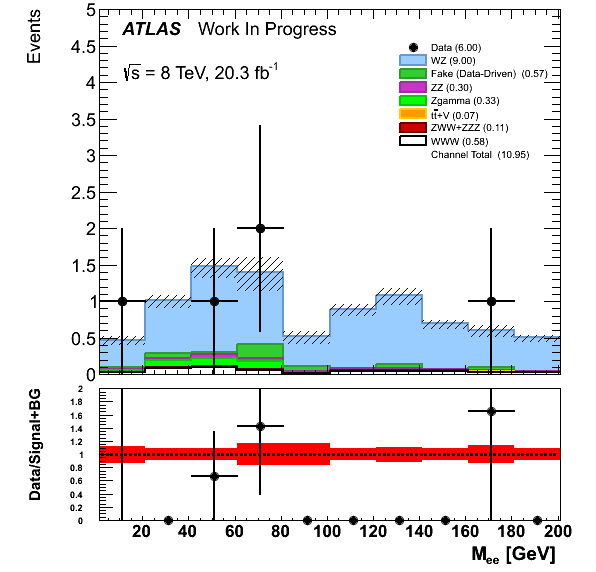 Events
5
4.5
4
3.5
3
2.5
2
1.5
1
0.5
0
ATLAS Work In Progress
√s = 8 TeV, 20.3 fb⁻¹
Data (6.00)
WZ (9.00)
Fake (Data-Driven) (0.57)
ZZ (0.30)
Zgamma (0.33)
tt̄+V (0.07)
ZWW+ZZZ (0.11)
WWW (0.58)
Channel Total (10.95)
Data/Signal+BG
2
1.8
1.6
1.4
1.2
1
0.8
0.6
0.4
0.2
0
20 40 60 80 100 120 140 160 180 200
M_ee [GeV]